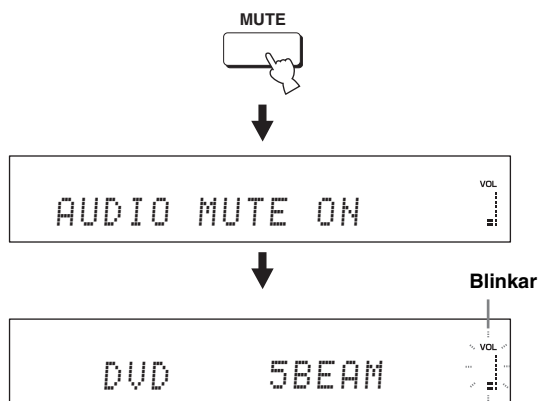 MUTE
VOL
AUDIO MUTE ON
Blinkar
VOL
DVD 5BEAM